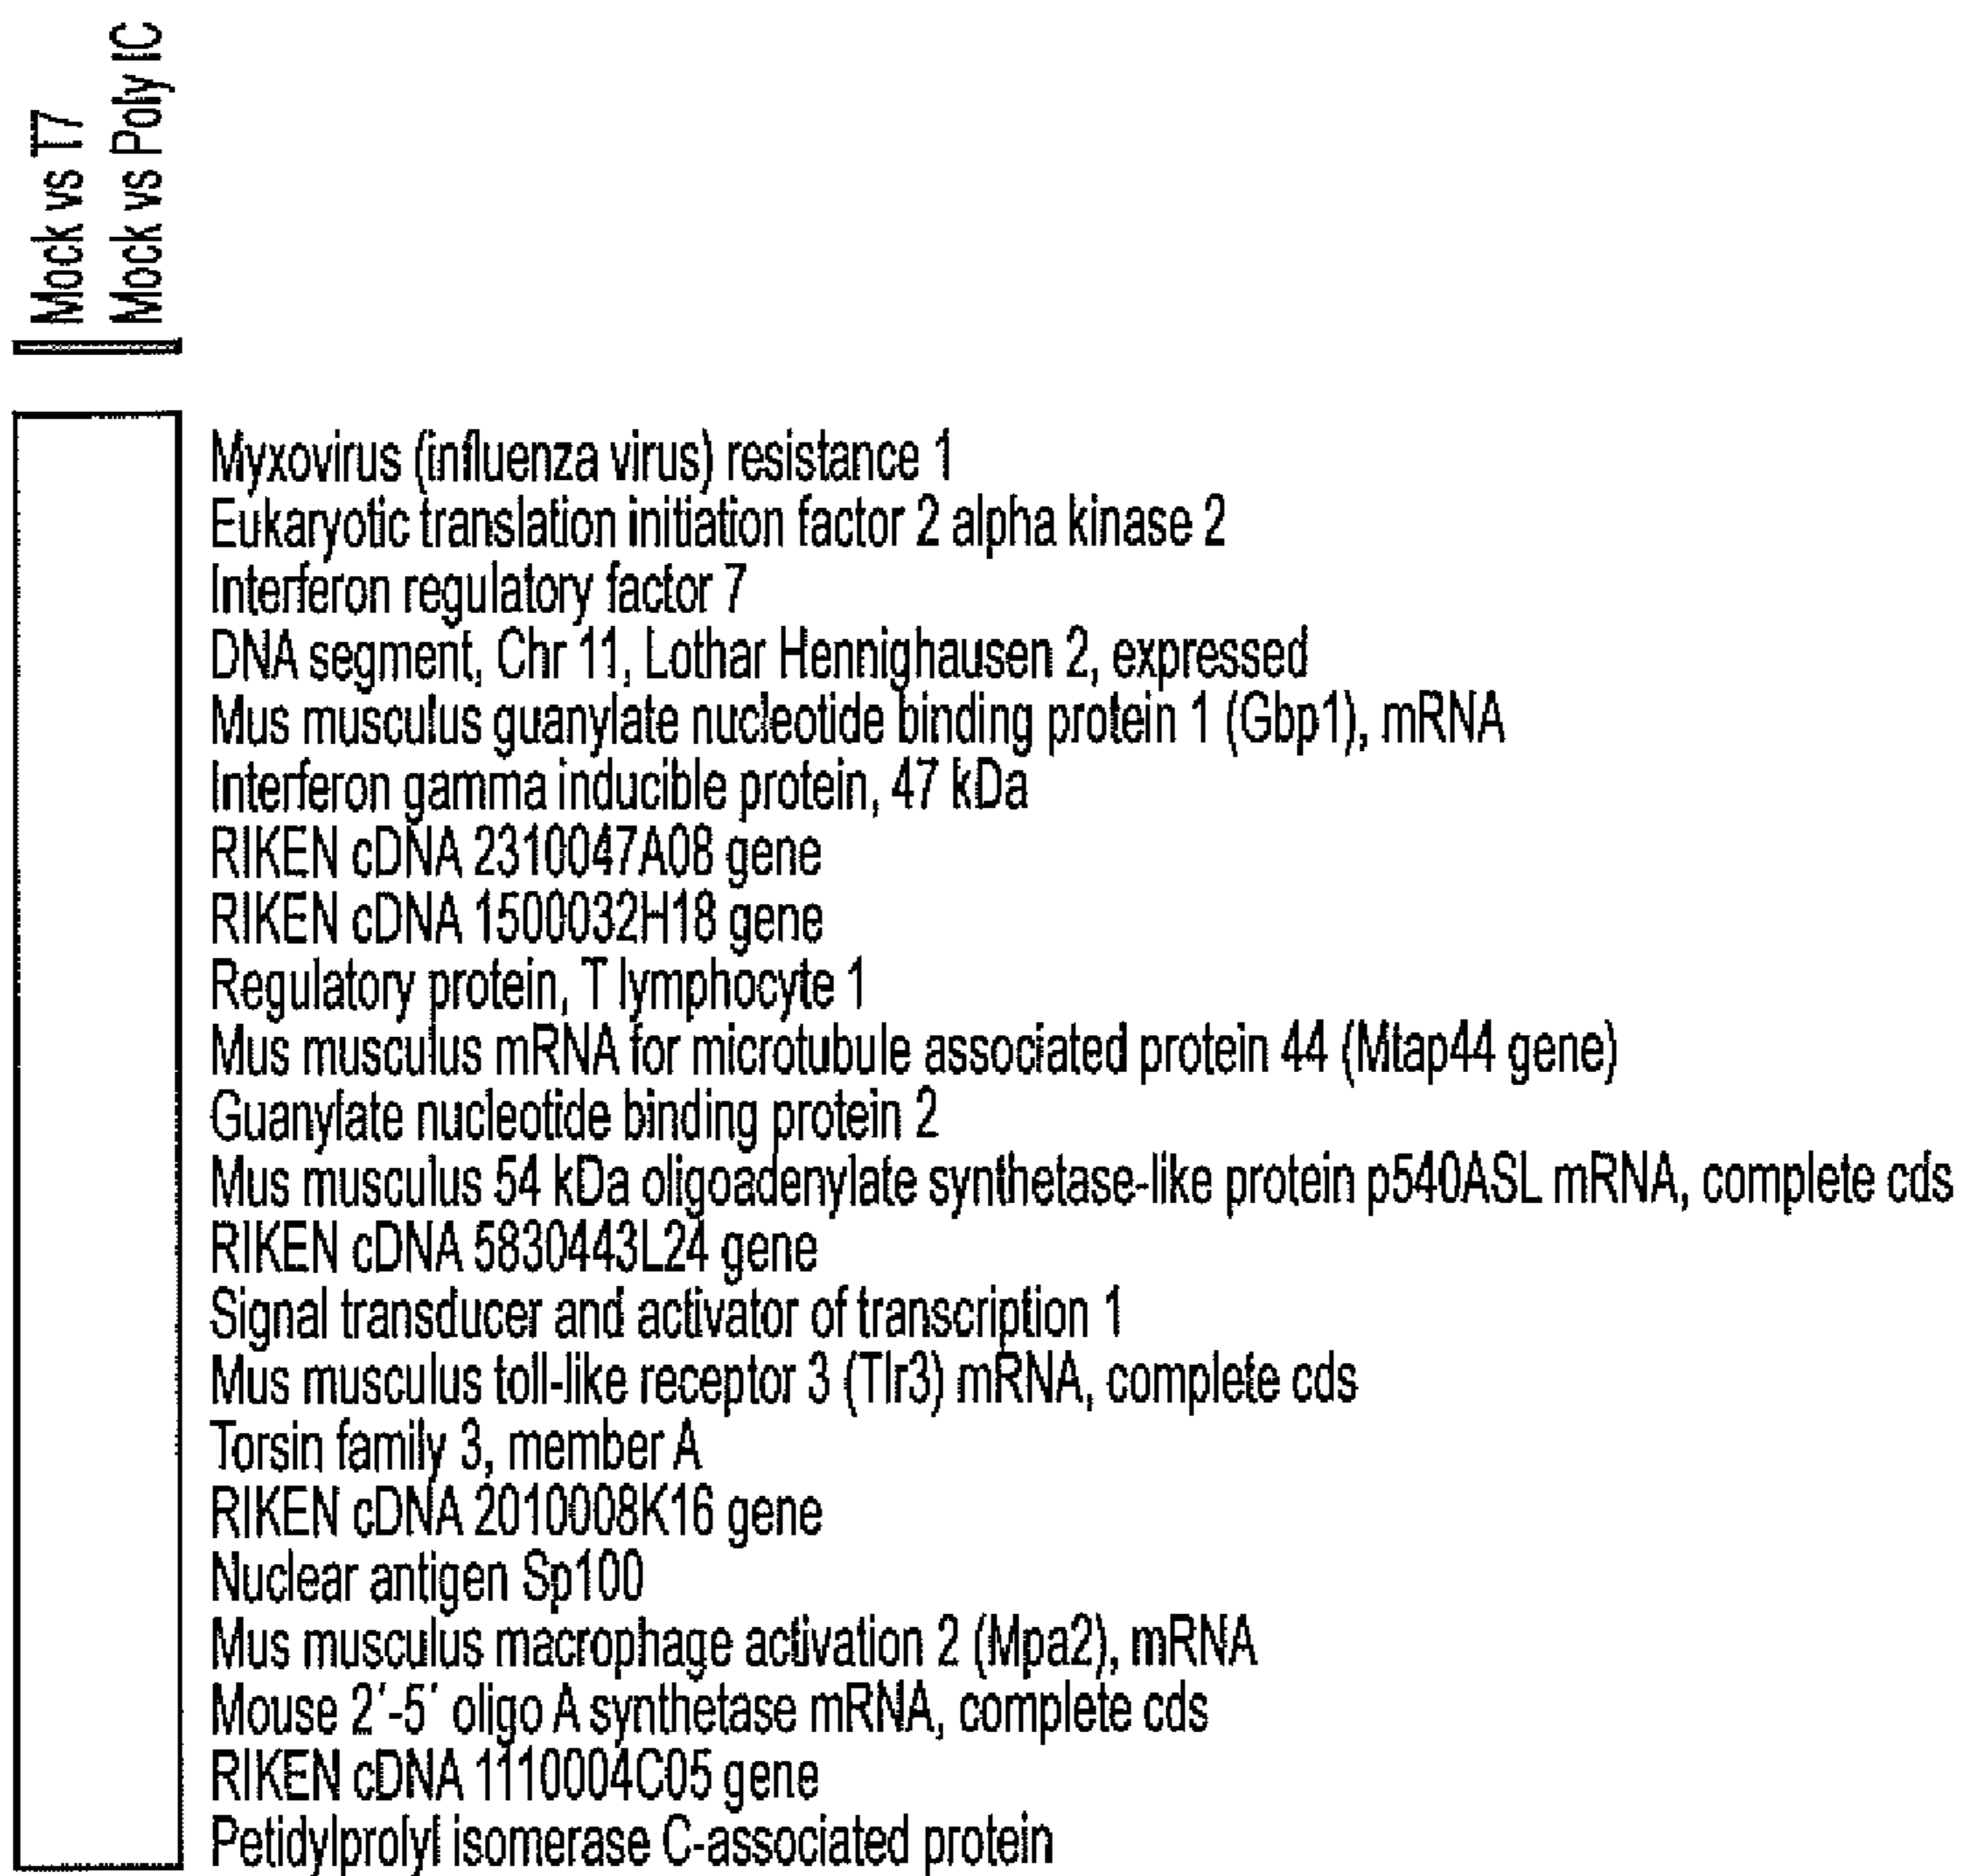 Mock vs T7
Mock vs Poly IC
Myxovirus (influenza virus) resistance 1
Eukaryotic translation initiation factor 2 alpha kinase 2
Interferon regulatory factor 7
DNA segment, Chr 11, Lothar Hennighausen 2, expressed
Mus musculus guanylate nucleotide binding protein 1 (Gbp1), mRNA
Interferon gamma inducible protein, 47 kDa
RIKEN cDNA 2310047A08 gene
RIKEN cDNA 1500032H18 gene
Regulatory protein, T lymphocyte 1
Mus musculus mRNA for microtubule associated protein 44 (Mtap44 gene)
Guanylate nucleotide binding protein 2
Mus musculus 54 kDa oligoadenylate synthetase-like protein p540ASL mRNA, complete cds
RIKEN cDNA 5830443L24 gene
Signal transducer and activator of transcription 1
Mus musculus toll-like receptor 3 (Tlr3) mRNA, complete cds
Torsin family 3, member A
RIKEN cDNA 2010008K16 gene
Nuclear antigen Sp100
Mus musculus macrophage activation 2 (Mpa2), mRNA
Mouse 2´-5´ oligo A synthetase mRNA, complete cds
RIKEN cDNA 1110004C05 gene
Petidylprolyl isomerase C-associated protein